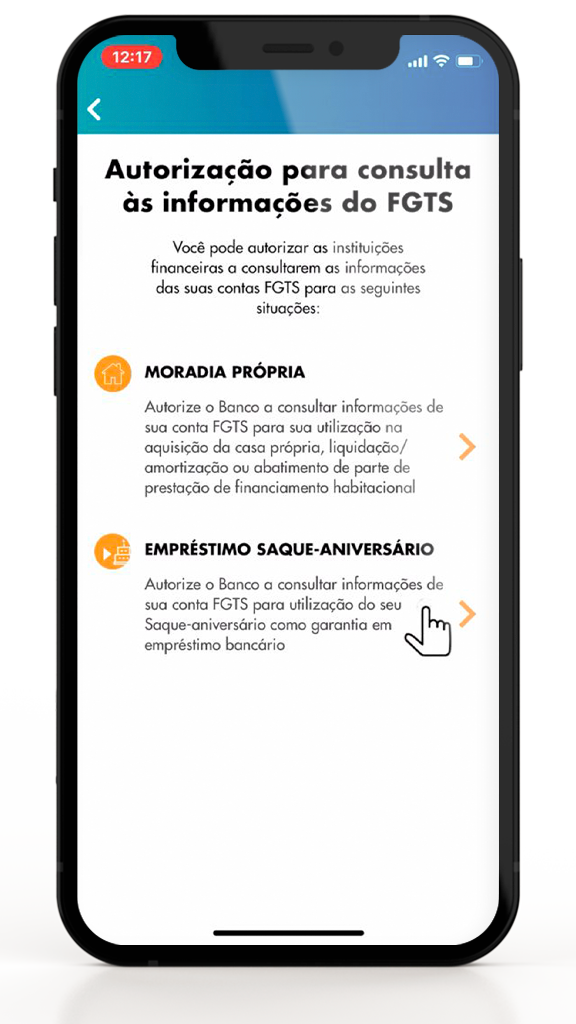 12:17
Autorização para consulta
às informações do FGTS
Você pode autorizar as instituições
financeiras a consultarem as informações
das suas contas FGTS para as seguintes
situações:
MORADIA PRÓPRIA
Autorize o Banco a consultar informações de
sua conta FGTS para sua utilização na
aquisição da casa própria, liquidação/
amortização ou abatimento de parte de
prestação de financiamento habitacional
EMPRÉSTIMO SAQUE-ANIVERSÁRIO
Autorize o Banco a consultar informações de
sua conta FGTS para utilização do seu
Saque-aniversário como garantia em
empréstimo bancário